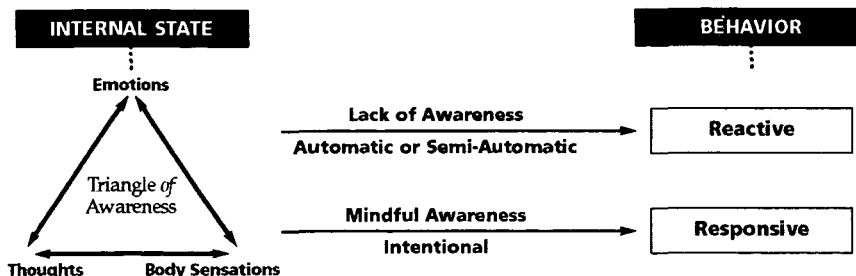 INTERNAL STATE
BEHAVIOR
Emotions
Lack of Awareness
Automatic or Semi-Automatic
Reactive
Triangle of
Awareness
Mindful Awareness
Intentional
Responsive
Thoughts
Body Sensations